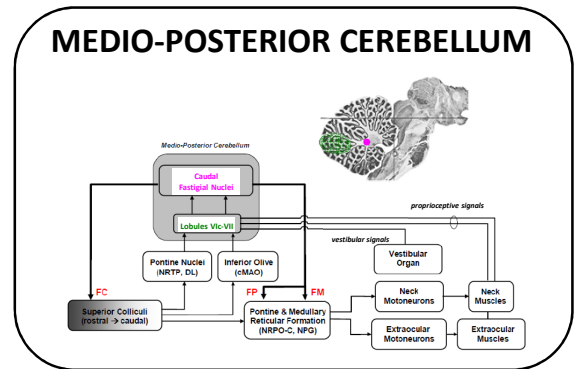 MEDIO-POSTERIOR CEREBELLUM
Medio-Posterior Cerebellum
Caudal
Fastigial Nuclei
proprioceptive signals
Lobules VIc-VII
vestibular signals
Pontine Nuclei
(NRTP, DL)
Inferior Olive
(cMAO)
Vestibular
Organ
FC
FP
FM
Superior Colliculi
(rostral → caudal)
Pontine & Medullary
Reticular Formation
(NRPO-C, NPG)
Neck
Motoneurons
Neck
Muscles
Extraocular
Motoneurons
Extraocular
Muscles